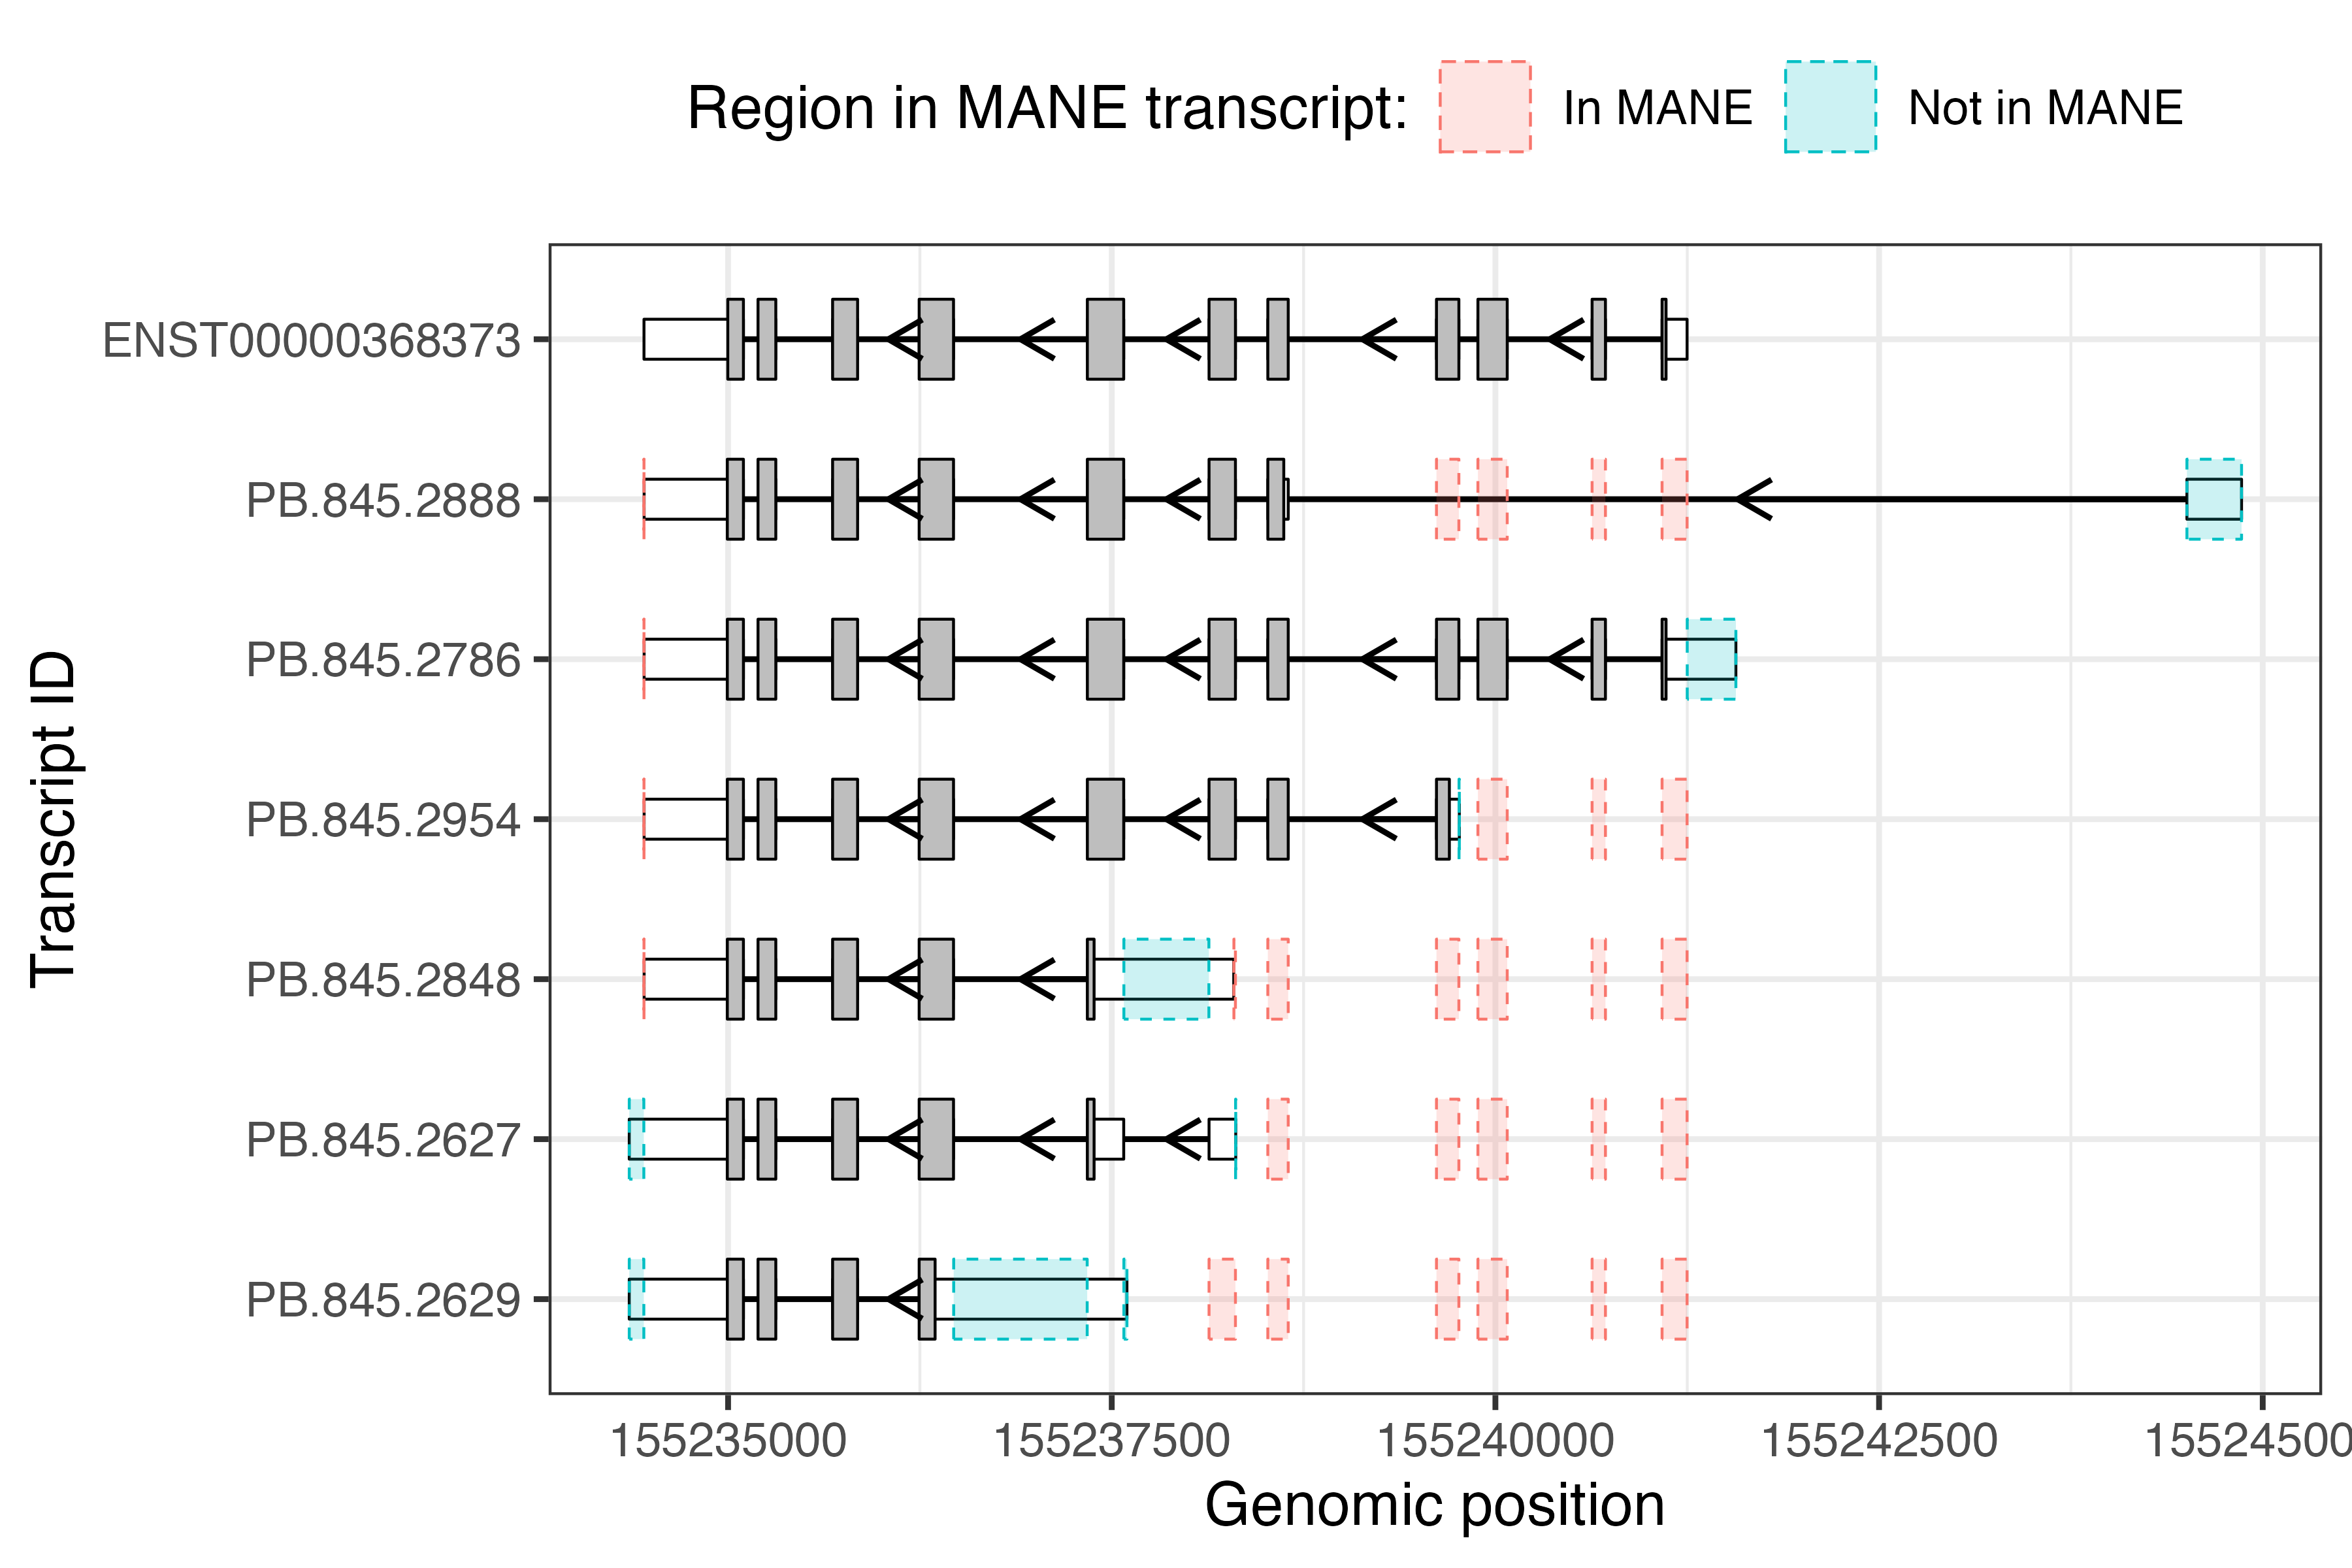 Region in MANE transcript: In MANE Not in MANE
ENST00000368373
PB.845.2888
PB.845.2786
PB.845.2954
PB.845.2848
PB.845.2627
PB.845.2629
Transcript ID
155235000 155237500 155240000 155242500 15524500
Genomic position